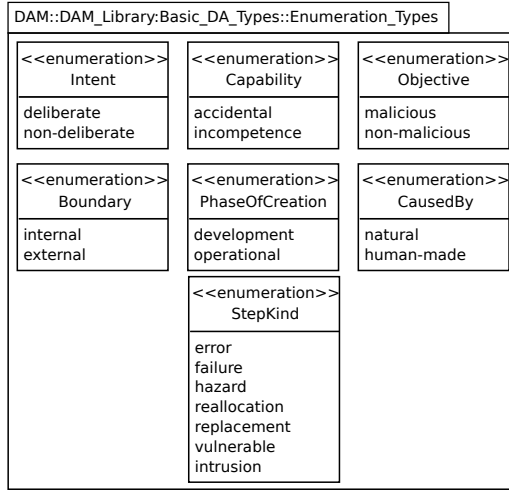 DAM::DAM_Library:Basic_DA_Types::Enumeration_Types
<<enumeration>>
Intent
deliberate
non-deliberate
<<enumeration>>
Capability
accidental
incompetence
<<enumeration>>
Objective
malicious
non-malicious
<<enumeration>>
Boundary
internal
external
<<enumeration>>
PhaseOfCreation
development
operational
<<enumeration>>
CausedBy
natural
human-made
<<enumeration>>
StepKind
error
failure
hazard
reallocation
replacement
vulnerable
intrusion